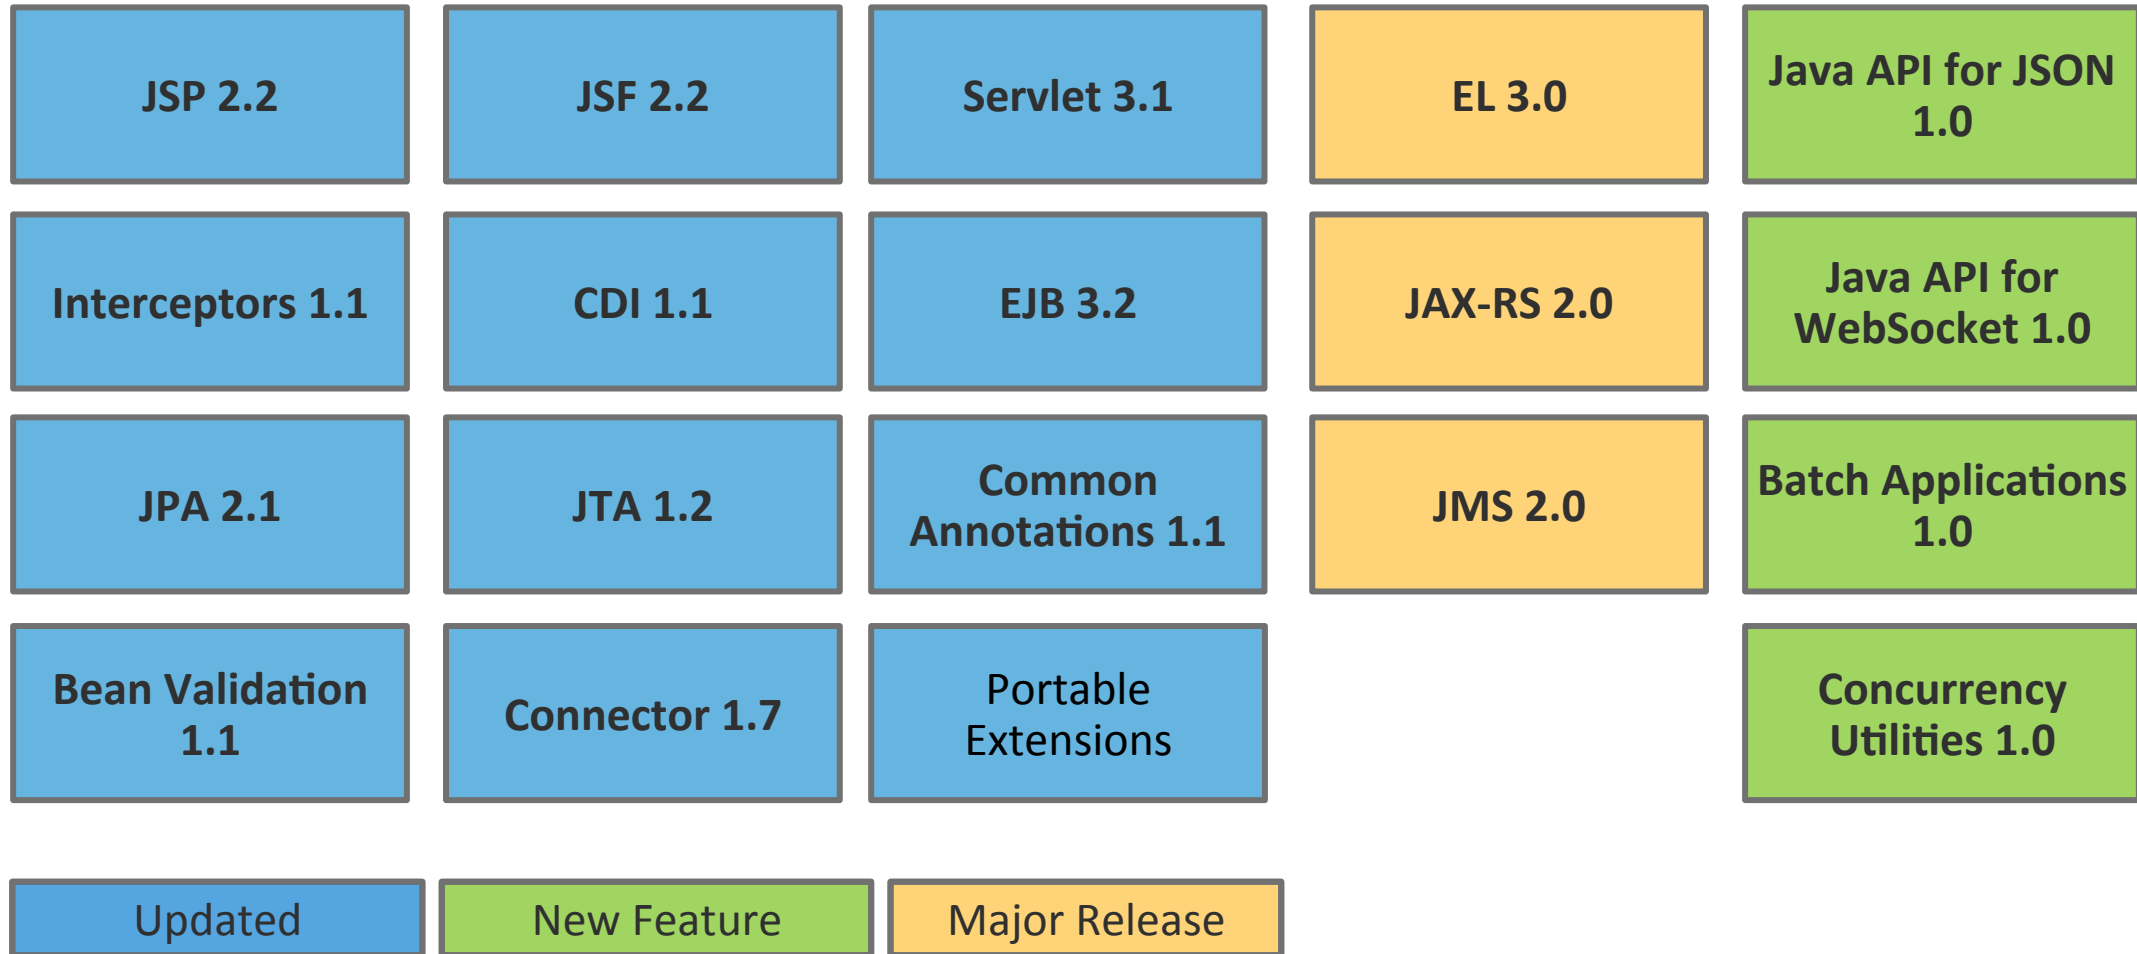 JSP 2.2
JSF 2.2
Servlet 3.1
EL 3.0
Java API for JSON
1.0
Interceptors 1.1
CDI 1.1
EJB 3.2
JAX-RS 2.0
Java API for
WebSocket 1.0
JPA 2.1
JTA 1.2
Common
Annotations 1.1
JMS 2.0
Batch Applications
1.0
Bean Validation
1.1
Connector 1.7
Portable
Extensions
Concurrency
Utilities 1.0
Updated
New Feature
Major Release